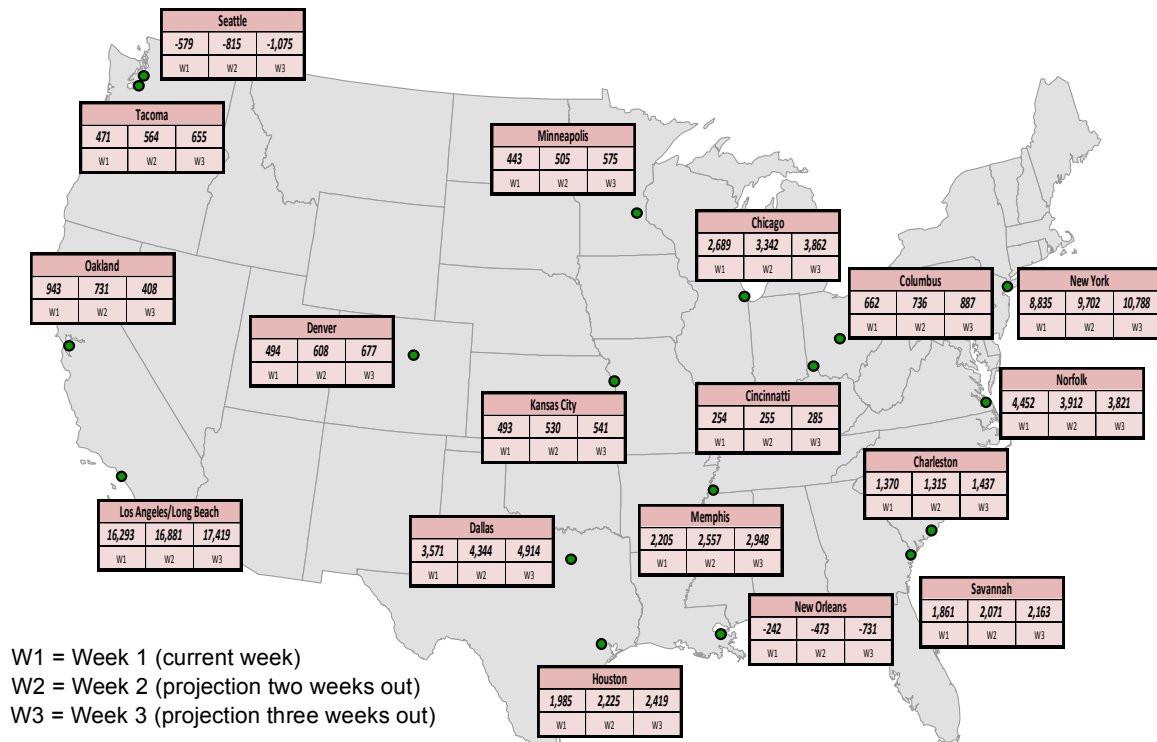 Seattle
-579 -815 -1,075
W1 W2 W3
Tacoma
471 564 655
W1 W2 W3
Minneapolis
443 505 575
W1 W2 W3
Chicago
2,689 3,342 3,862
W1 W2 W3
Oakland
943 731 408
W1 W2 W3
Columbus
662 736 887
W1 W2 W3
New York
8,835 9,702 10,788
W1 W2 W3
Denver
494 608 677
W1 W2 W3
Norfolk
4,452 3,912 3,821
W1 W2 W3
Kansas City
493 530 541
W1 W2 W3
Cincinnatti
254 255 285
W1 W2 W3
Charleston
1,370 1,315 1,437
W1 W2 W3
Los Angeles/Long Beach
16,293 16,881 17,419
W1 W2 W3
Dallas
3,571 4,344 4,914
W1 W2 W3
Memphis
2,205 2,557 2,948
W1 W2 W3
Savannah
1,861 2,071 2,163
W1 W2 W3
New Orleans
-242 -473 -731
W1 W2 W3
Houston
1,985 2,225 2,419
W1 W2 W3
W1 = Week 1 (current week)
W2 = Week 2 (projection two weeks out)
W3 = Week 3 (projection three weeks out)